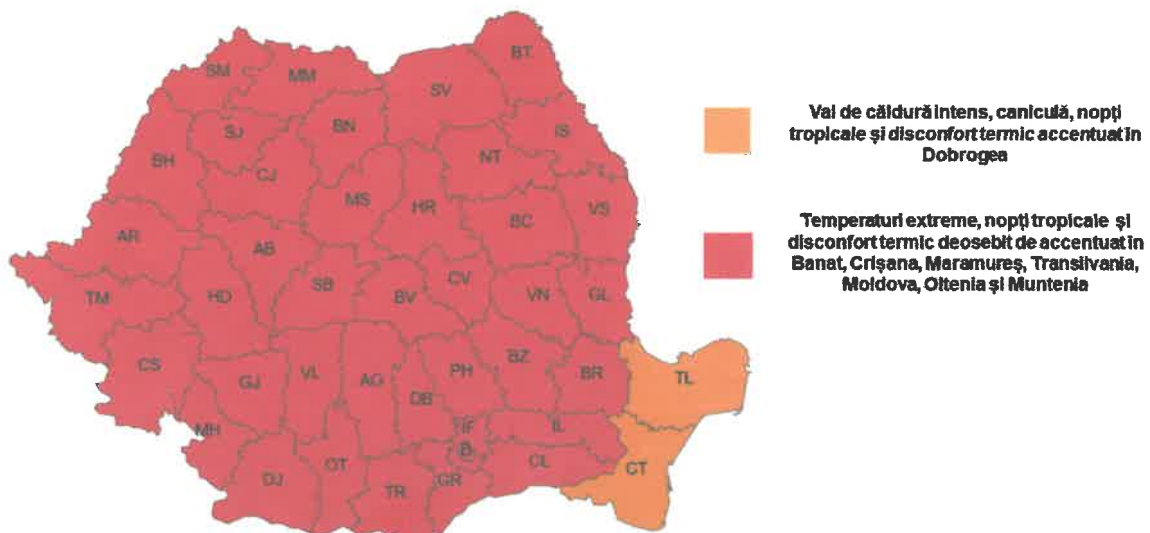 BT
SM
MM
SV
SJ
BN
IS
BH
NT
CJ
MS
HR
BC
VS
AR
AB
SB
CV
TM
HD
BV
VN
GL
CS
GJ
VL
AG
PH
BZ
BR
TL
DB
MH
IF
IL
B
OT
CL
CT
DJ
TR
GR
Val de căldură intens, caniculă, nopți
tropicale și disconfort termic accentuat în
Dobrogea
Temperaturi extreme, nopți tropicale și
disconfort termic deosebit de accentuat în
Banat, Crișana, Maramureș, Transilvania,
Moldova, Oltenia și Muntenia